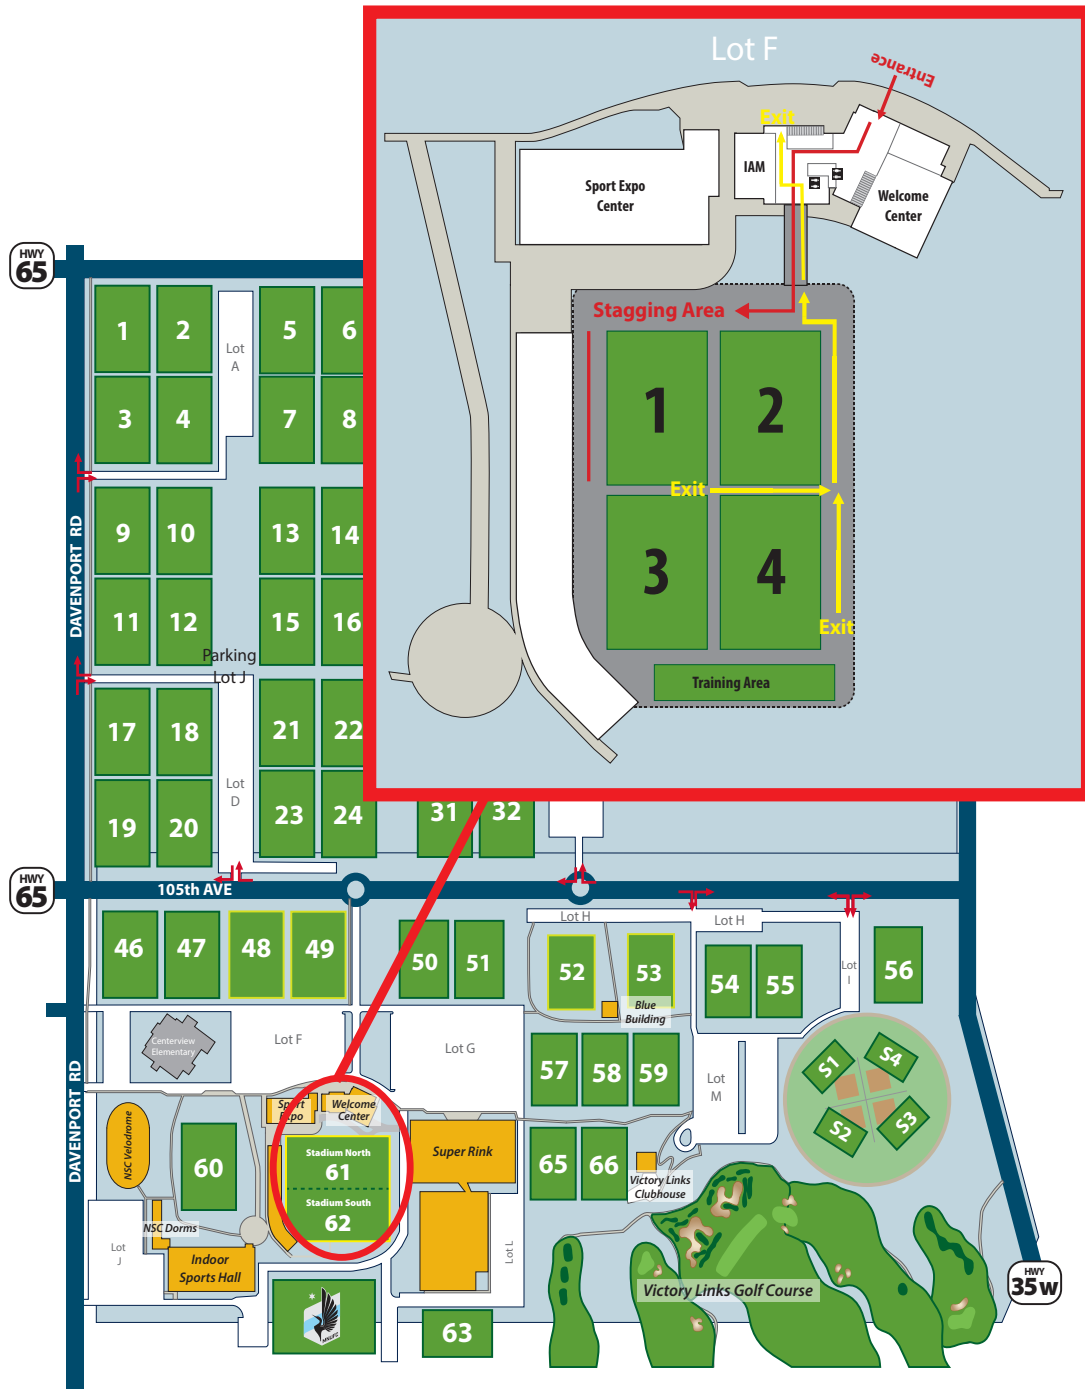 Lot F
Entrance
Exit
IAM
Sport Expo
Center
Welcome
Center
Stagging Area
1
2
Exit
3
4
Exit
Training Area
HWY
65
1
2
Lot
A
5
6
3
4
7
8
DAVENPORT RD
9
10
13
14
11
12
15
16
Parking
Lot J
17
18
21
22
Lot
D
19
20
23
24
31
32
HWY
65
105th AVE
46
47
48
49
50
51
Lot H
Lot H
52
53
54
55
Lot
I
56
Blue
Building
Centerview
Elementary
Lot F
Lot G
57
58
59
Lot
M
S1
S4
S2
S3
DAVENPORT RD
NSC Velodrome
Sport
Expo
Welcome
Center
60
Stadium North
61
Stadium South
62
Super Rink
65
66
Victory Links
Clubhouse
NSC Dorms
Lot
J
Indoor
Sports Hall
Lot L
Victory Links Golf Course
HWY
35W
MNUFC
63